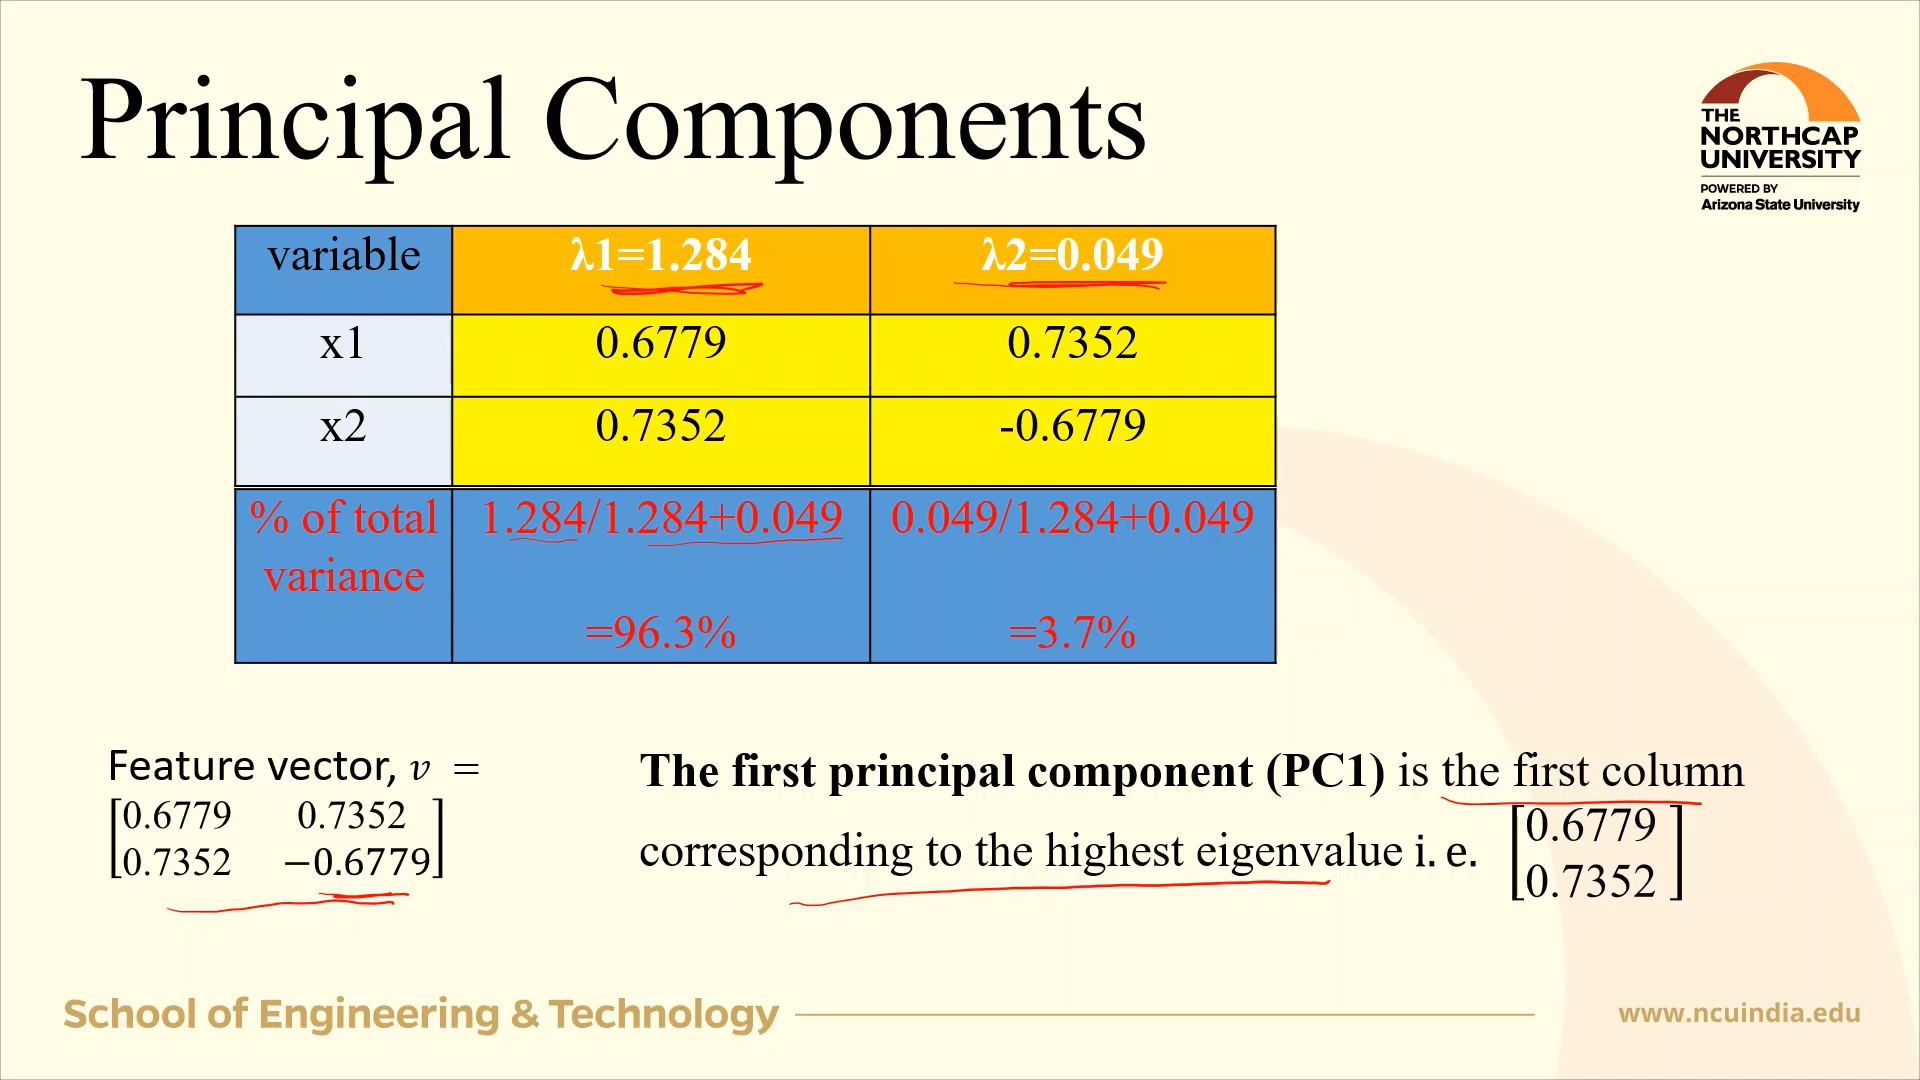 Principal Components
THE
NORTHCAP
UNIVERSITY
POWERED BY
Arizona State University
variable λ1=1.284 λ2=0.049
x1 0.6779 0.7352
x2 0.7352 -0.6779
% of total variance 1.284/1.284+0.049 =96.3% 0.049/1.284+0.049 =3.7%
Feature vector, v =
[0.6779 0.7352
0.7352 −0.6779]
The first principal component (PC1) is the first column
corresponding to the highest eigenvalue i. e. [0.6779
0.7352]
School of Engineering & Technology
www.ncuindia.edu